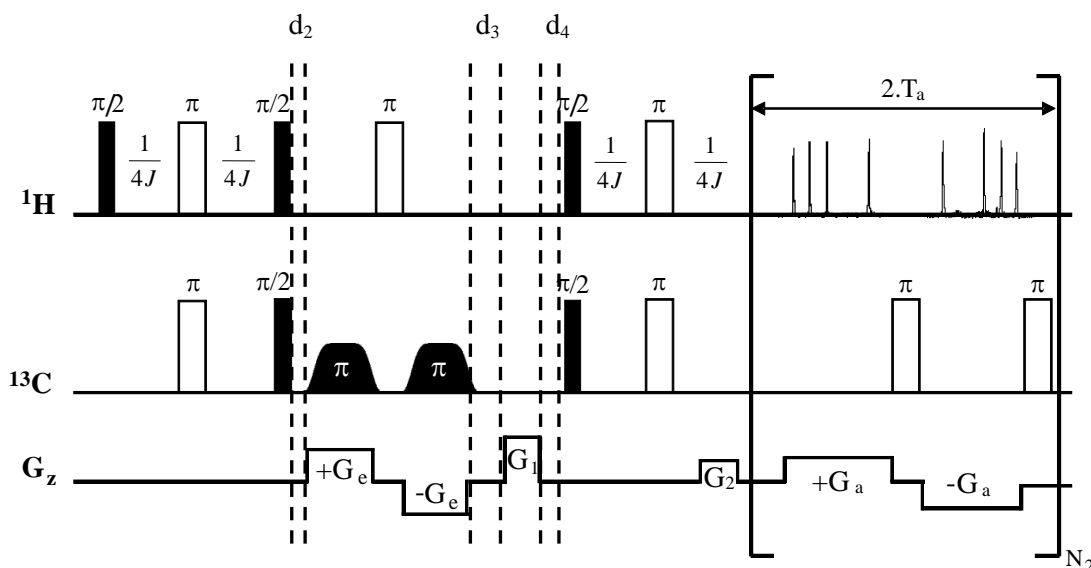 d2 d3 d4
2.Ta
π/2 π π/2 π π/2 π
1/4J 1/4J 1/4J 1/4J
1H
π π/2 π/2 π π π
π π
13C
+Ge -Ge G1 G2 +Ga -Ga
Gz
N2